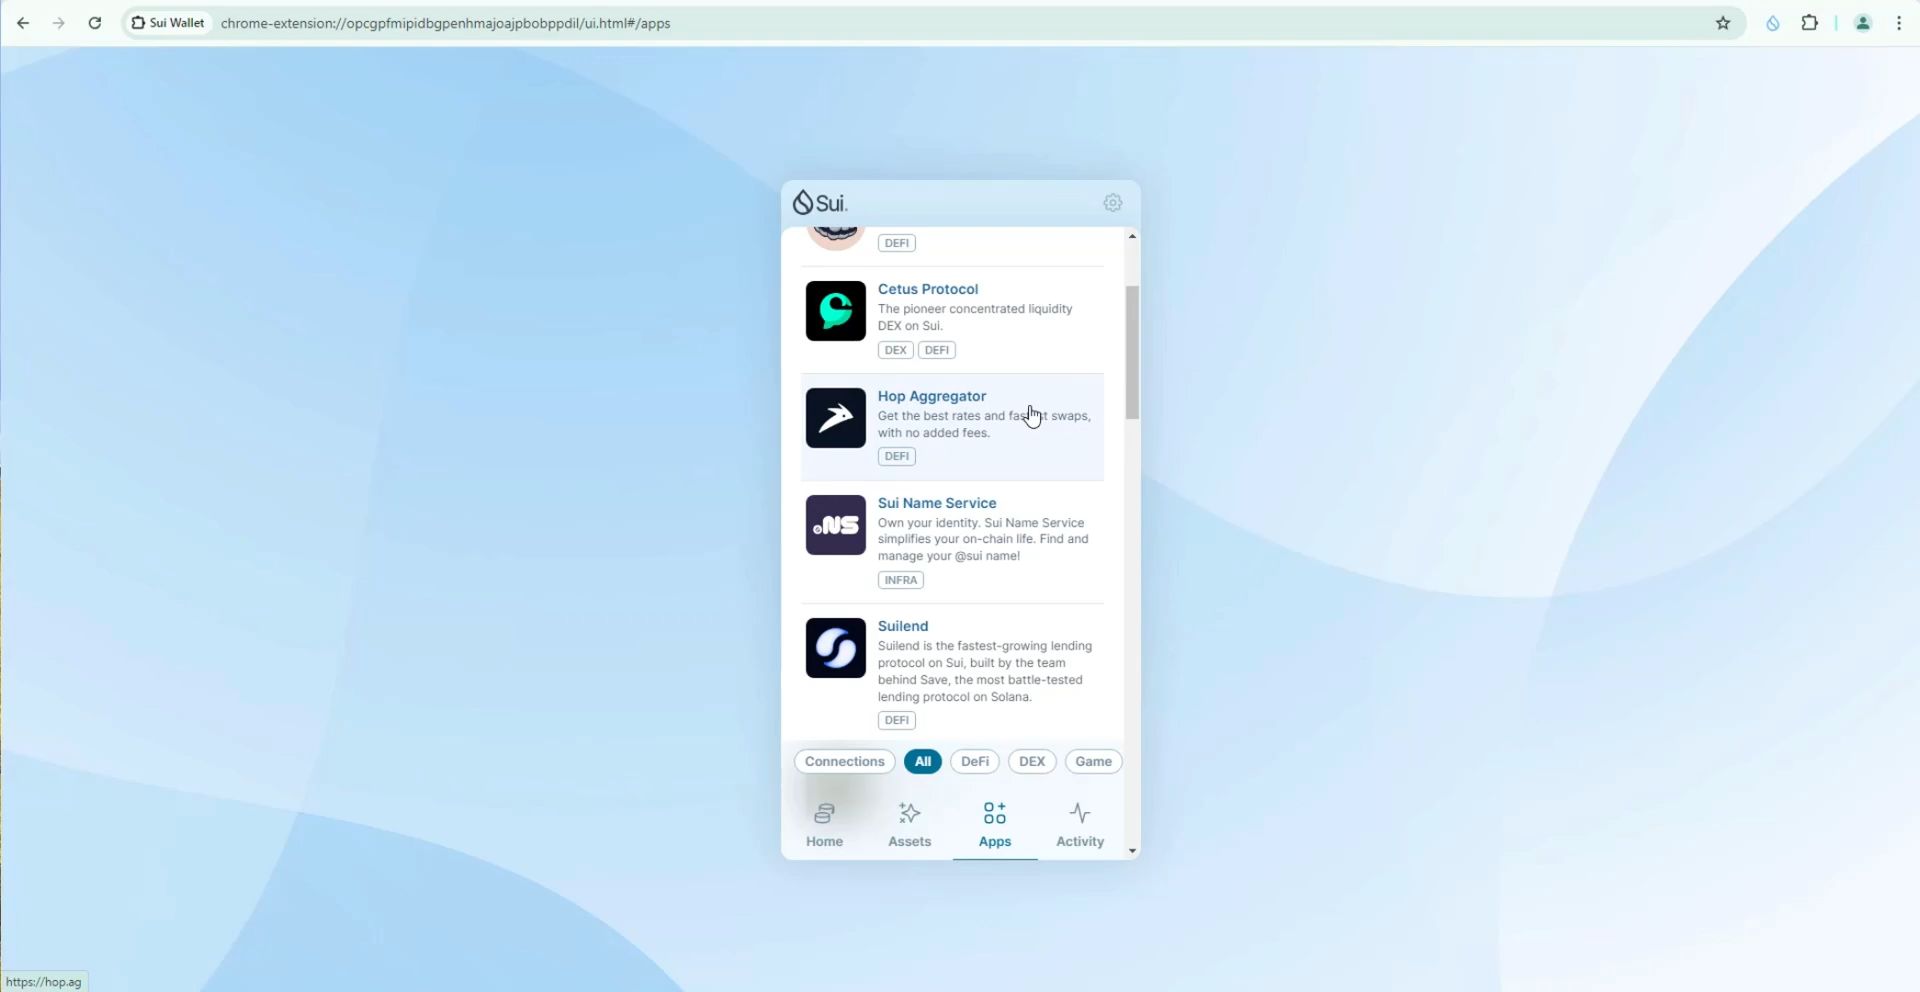 Sui Wallet
chrome-extension://opcgpfmipidbgpenhmajoajpbobppdil/ui.html#/apps
Sui.
DEFI
Cetus Protocol
The pioneer concentrated liquidity
DEX on Sui.
DEX DEFI
Hop Aggregator
Get the best rates and fastest swaps,
with no added fees.
DEFI
.NS
Sui Name Service
Own your identity. Sui Name Service
simplifies your on-chain life. Find and
manage your @sui name!
INFRA
Suilend
Suilend is the fastest-growing lending
protocol on Sui, built by the team
behind Save, the most battle-tested
lending protocol on Solana.
DEFI
Connections All DeFi DEX Game
Home Assets Apps Activity
https://hop.ag